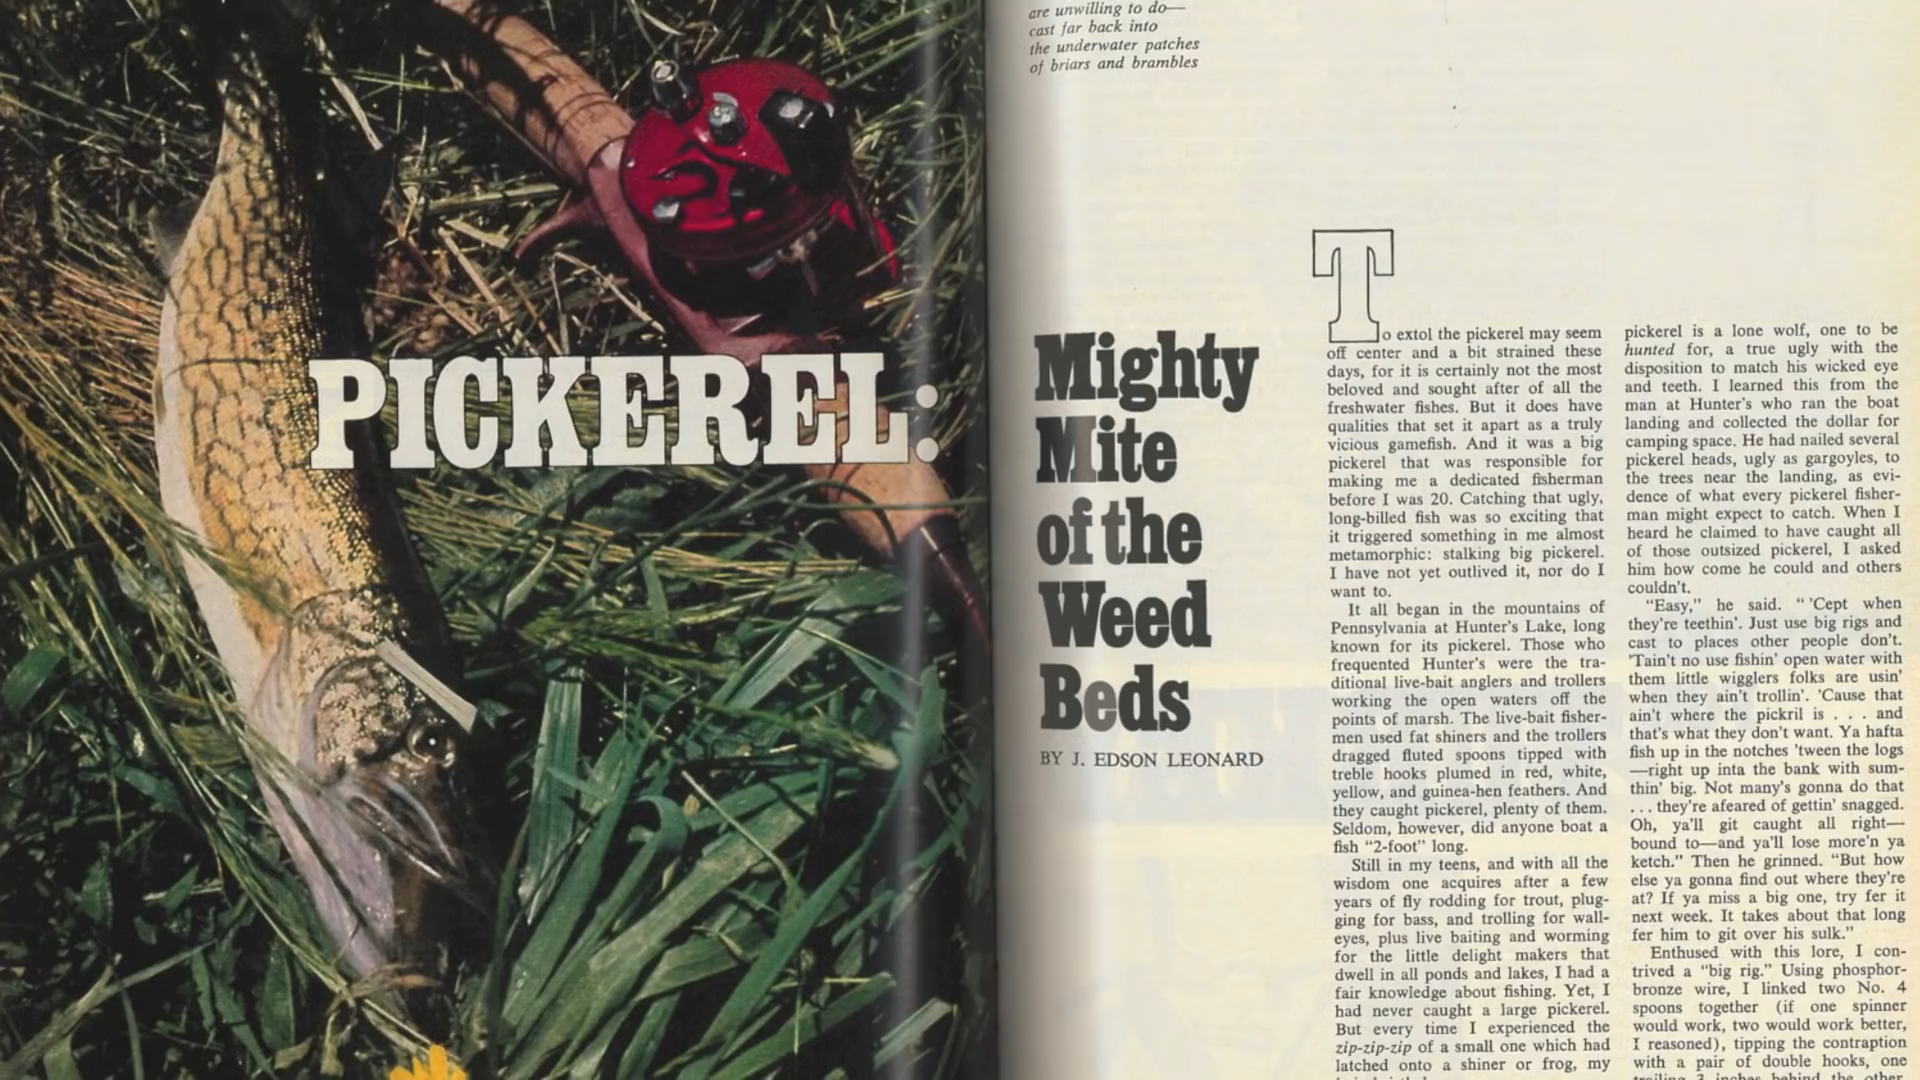 PICKEREL:
are unwilling to do—
cast far back into
the underwater patches
of briars and brambles
Mighty
Mite
of the
Weed
Beds
BY J. EDSON LEONARD
To extol the pickerel may seem
off center and a bit strained these
days, for it is certainly not the most
beloved and sought after of all the
freshwater fishes. But it does have
qualities that set it apart as a truly
vicious gamefish. And it was a big
pickerel that was responsible for
making me a dedicated fisherman
before I was 20. Catching that ugly,
long-billed fish was so exciting that
it triggered something in me almost
metamorphic: stalking big pickerel.
I have not yet outlived it, nor do I
want to.
It all began in the mountains of
Pennsylvania at Hunter's Lake, long
known for its pickerel. Those who
frequented Hunter's were the tra-
ditional live-bait anglers and trollers
working the open waters off the
points of marsh. The live-bait fisher-
men used fat shiners and the trollers
dragged fluted spoons tipped with
treble hooks plumed in red, white,
yellow, and guinea-hen feathers. And
they caught pickerel, plenty of them.
Seldom, however, did anyone boat a
fish “2-foot” long.
Still in my teens, and with all the
wisdom one acquires after a few
years of fly rodding for trout, plug-
ging for bass, and trolling for wall-
eyes, plus live baiting and worming
for the little delight makers that
dwell in all ponds and lakes, I had a
fair knowledge about fishing. Yet, I
had never caught a large pickerel.
But every time I experienced the
zip-zip-zip of a small one which had
latched onto a shiner or frog, my
pickerel is a lone wolf, one to be
hunted for, a true ugly with the
disposition to match his wicked eye
and teeth. I learned this from the
man at Hunter's who ran the boat
landing and collected the dollar for
camping space. He had nailed several
pickerel heads, ugly as gargoyles, to
the trees near the landing, as evi-
dence of what every pickerel fisher-
man might expect to catch. When I
heard he claimed to have caught all
of those outsized pickerel, I asked
him how come he could and others
couldn't.
“Easy,” he said. “ 'Cept when
they're teethin'. Just use big rigs and
cast to places other people don't.
'Tain't no use fishin' open water with
them little wigglers folks are usin'
when they ain't trollin'. 'Cause that
ain't where the pickril is . . . and
that's what they don't want. Ya hafta
fish up in the notches 'tween the logs
—right up inta the bank with sum-
thin' big. Not many's gonna do that
. . . they're afeared of gettin' snagged.
Oh, ya'll git caught all right—
bound to—and ya'll lose more'n ya
ketch.” Then he grinned. “But how
else ya gonna find out where they're
at? If ya miss a big one, try fer it
next week. It takes about that long
fer him to git over his sulk.”
Enthused with this lore, I con-
trived a “big rig.” Using phosphor-
bronze wire, I linked two No. 4
spoons together (if one spinner
would work, two would work better,
I reasoned), tipping the contraption
with a pair of double hooks, one
trailing 3 inches behind the other.